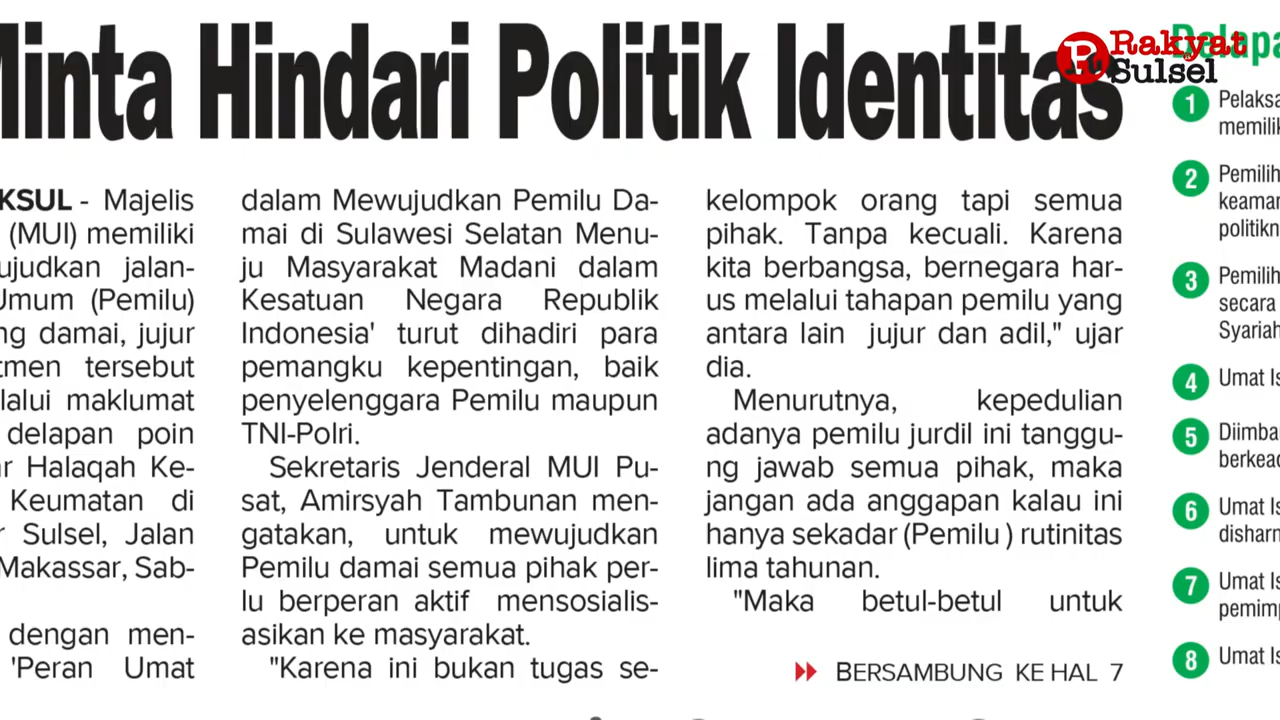 Minta Hindari Politik Identitas
KSUL - Majelis
(MUI) memiliki
ujudkan jalan-
Umum (Pemilu)
ng damai, jujur
tmen tersebut
lalui maklumat
delapan poin
ar Halaqah Ke-
Keumatan di
r Sulsel, Jalan
Makassar, Sab-
dengan men-
'Peran Umat
dalam Mewujudkan Pemilu Da-
mai di Sulawesi Selatan Menu-
ju Masyarakat Madani dalam
Kesatuan Negara Republik
Indonesia' turut dihadiri para
pemangku kepentingan, baik
penyelenggara Pemilu maupun
TNI-Polri.
Sekretaris Jenderal MUI Pu-
sat, Amirsyah Tambunan men-
gatakan, untuk mewujudkan
Pemilu damai semua pihak per-
lu berperan aktif mensosialis-
asikan ke masyarakat.
"Karena ini bukan tugas se-
kelompok orang tapi semua
pihak. Tanpa kecuali. Karena
kita berbangsa, bernegara har-
us melalui tahapan pemilu yang
antara lain jujur dan adil," ujar
dia.
Menurutnya, kepedulian
adanya pemilu jurdil ini tanggu-
ng jawab semua pihak, maka
jangan ada anggapan kalau ini
hanya sekadar (Pemilu ) rutinitas
lima tahunan.
"Maka betul-betul untuk
BERSAMBUNG KE HAL 7
Rakyat
Sulsel
1 Pelaksa
memilik
2 Pemilih
keamar
politikn
3 Pemilih
secara
Syariah
4 Umat Is
5 Diimba
berkead
6 Umat Is
disharm
7 Umat Is
pemimp
8 Umat Is